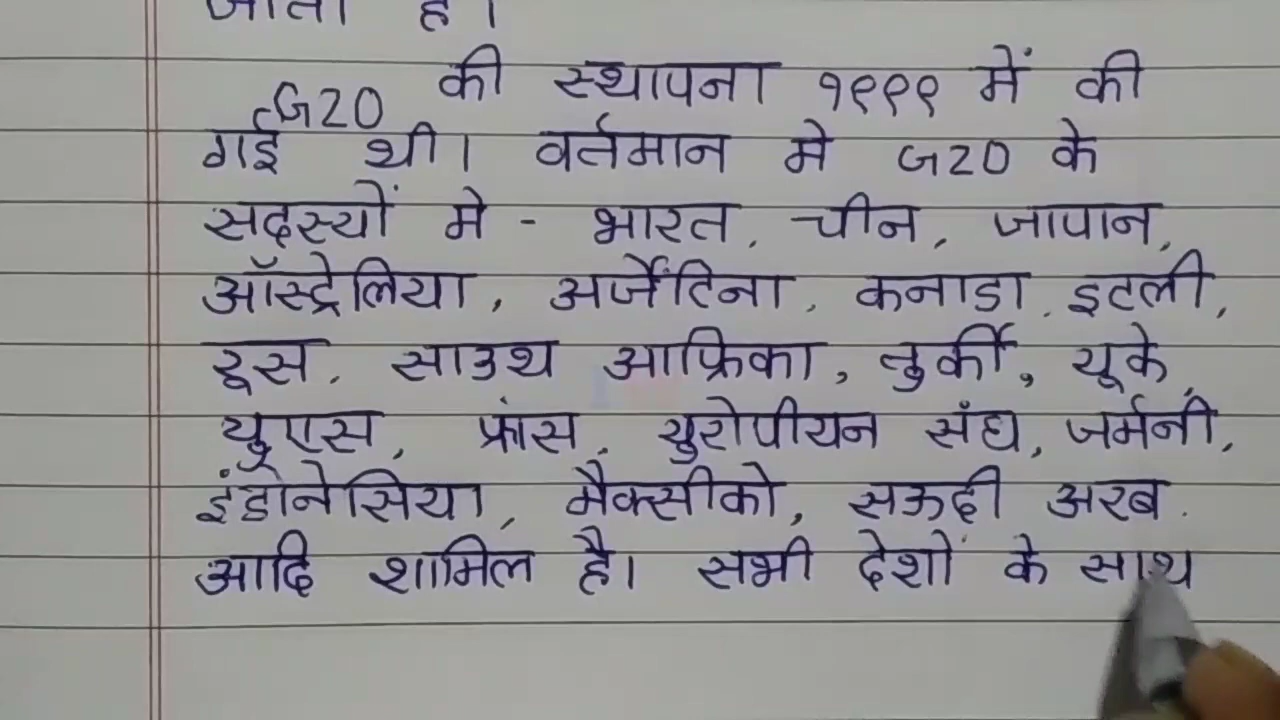 जाता है।
G20 की स्थापना १९९९ में की
गई थी। वर्तमान मे G20 के
सदस्यों मे - भारत, चीन, जापान,
ऑस्ट्रेलिया, अर्जेंटिना, कनाडा, इटली,
रूस, साउथ आफ्रिका, तुर्की, यूके,
युएस, फ्रांस, युरोपीयन संघ, जर्मनी,
इंडोनेसिया, मैक्सीको, सऊदी अरब
आदि शामिल है। सभी देशों के साथ